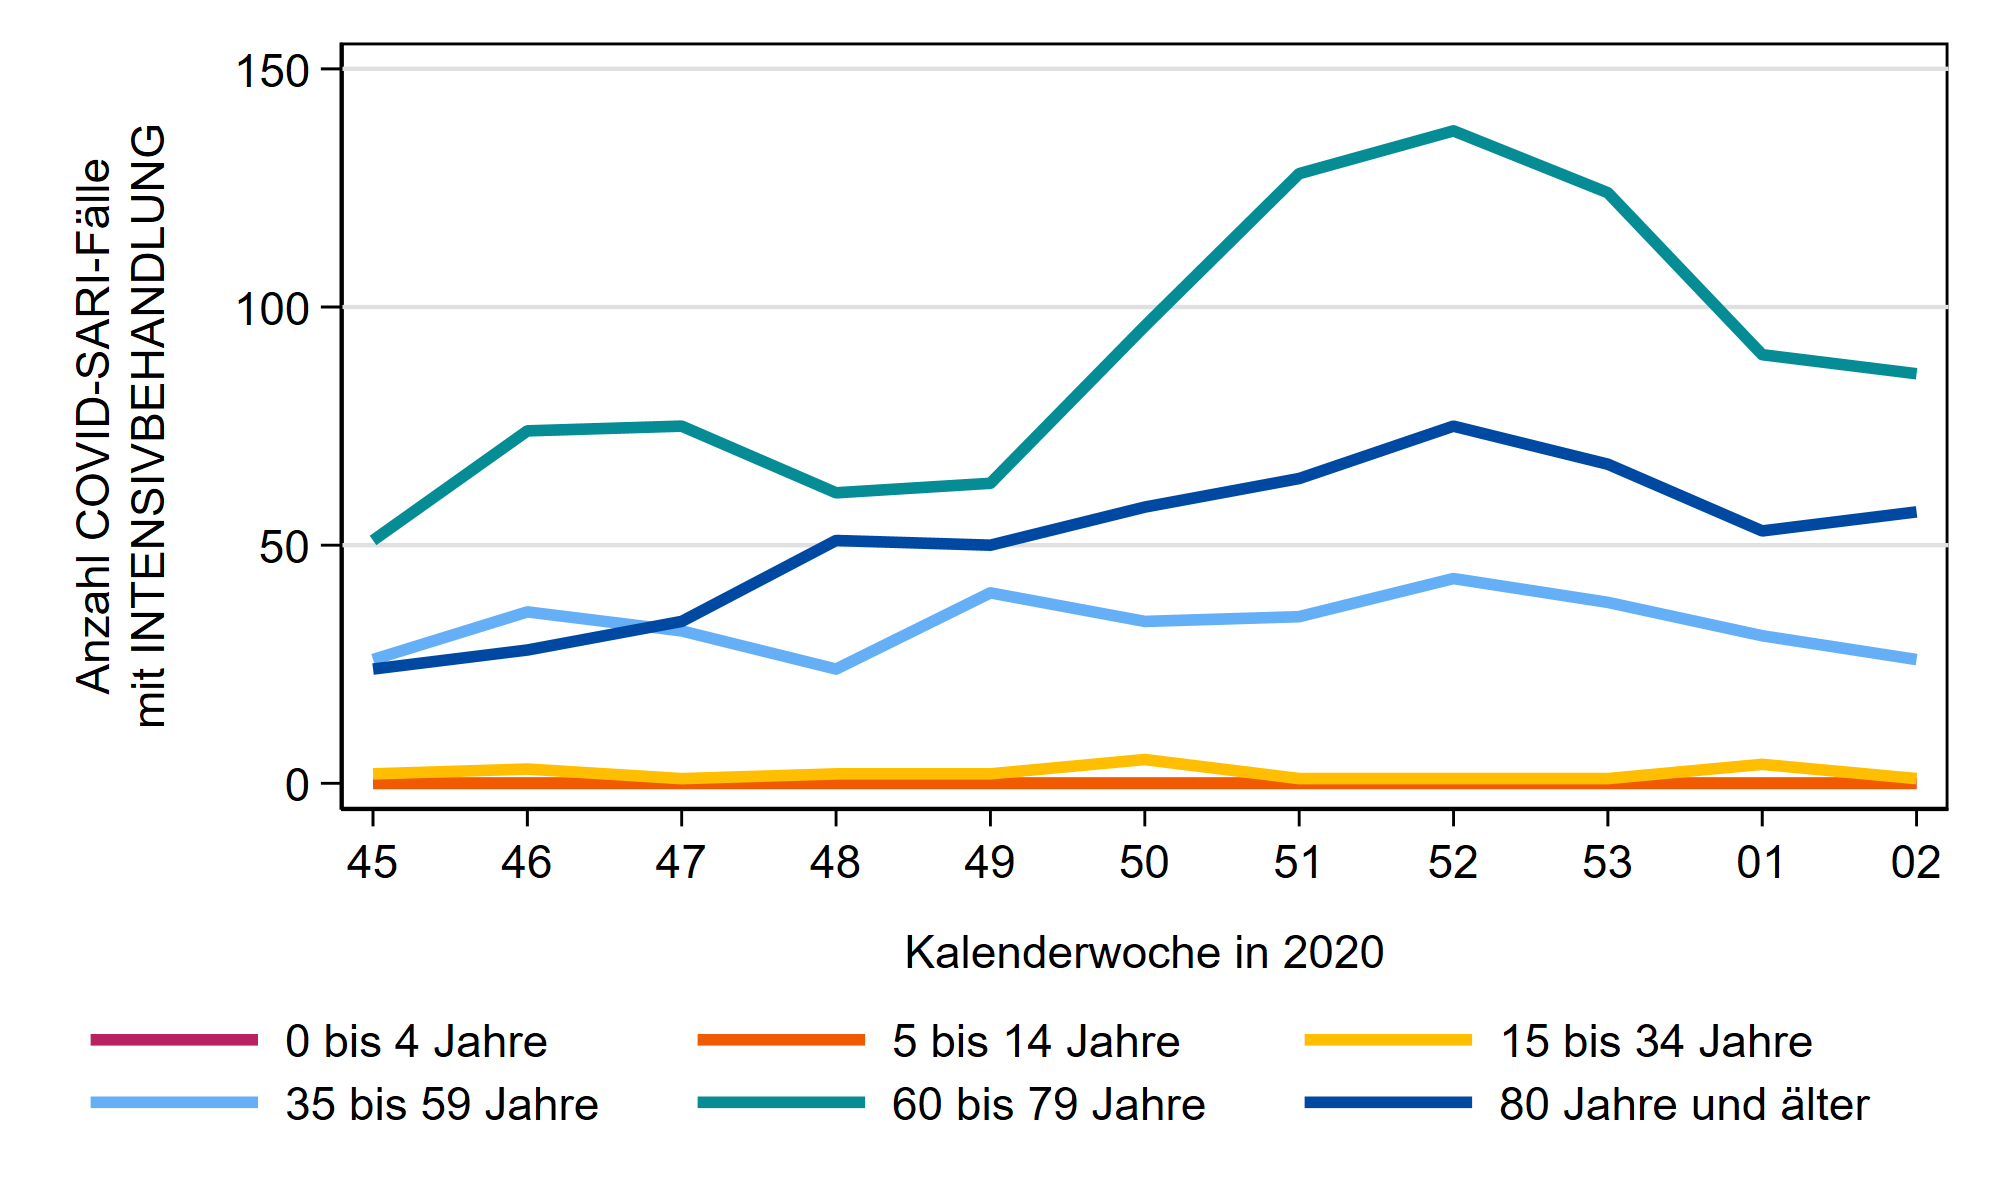 Anzahl COVID-SARI-Fälle
mit INTENSIVBEHANDLUNG
150
100
50
0
45 46 47 48 49 50 51 52 53 01 02
Kalenderwoche in 2020
0 bis 4 Jahre 5 bis 14 Jahre 15 bis 34 Jahre
35 bis 59 Jahre 60 bis 79 Jahre 80 Jahre und älter